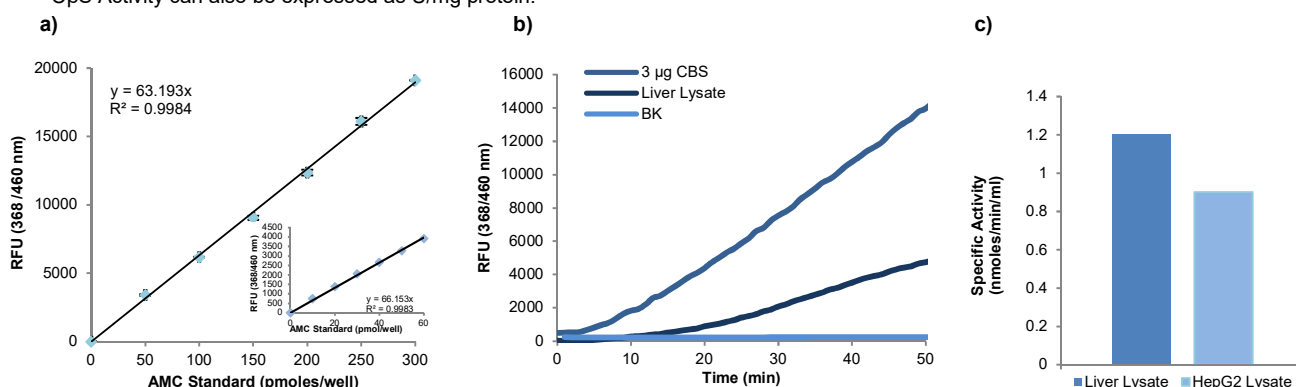 SpS Activity can also be expressed as U/mg protein.
a)
20000
15000
10000
5000
0
RFU (368 /460 nm)
y = 63.193x
R² = 0.9984
0 50 100 150 200 250 300
AMC Standard (pmoles/well)
4500
4000
3500
3000
2500
2000
1500
1000
500
0
RFU (368/460 nm)
y = 66.153x
R² = 0.9983
0 20 40 60
AMC Standard (pmol/well)
b)
16000
14000
12000
10000
8000
6000
4000
2000
0
RFU (368/460 nm)
3 µg CBS
Liver Lysate
BK
0 10 20 30 40 50
Time (min)
c)
1.4
1.2
1
0.8
0.6
0.4
0.2
0
Specific Activity
(nmoles/min/ml)
Liver Lysate HepG2 Lysate